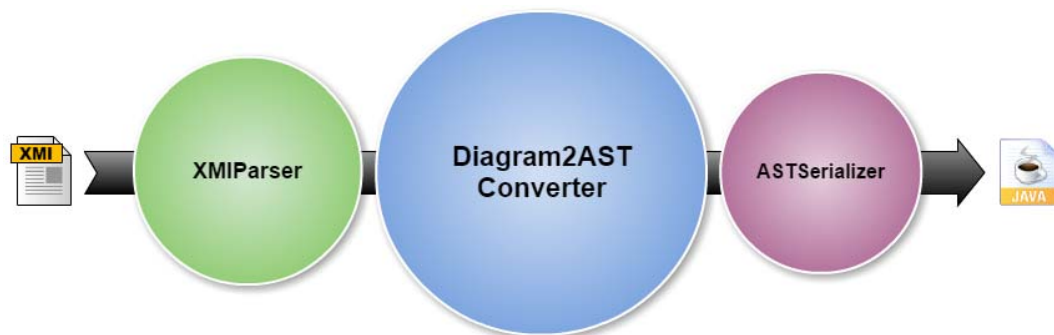 XMI
XMIParser
Diagram2AST
Converter
ASTSerializer
JAVA